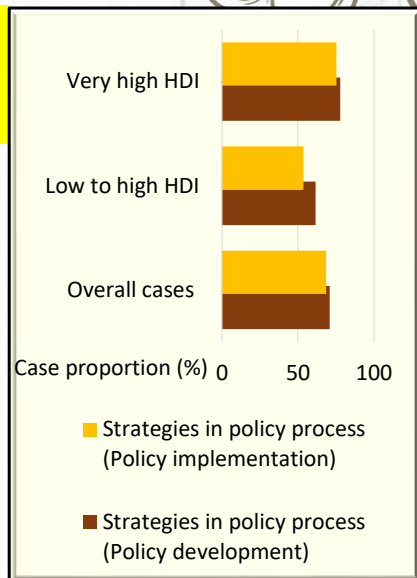 Very high HDI
Low to high HDI
Overall cases
Case proportion (%) 0 50 100
Strategies in policy process
(Policy implementation)
Strategies in policy process
(Policy development)